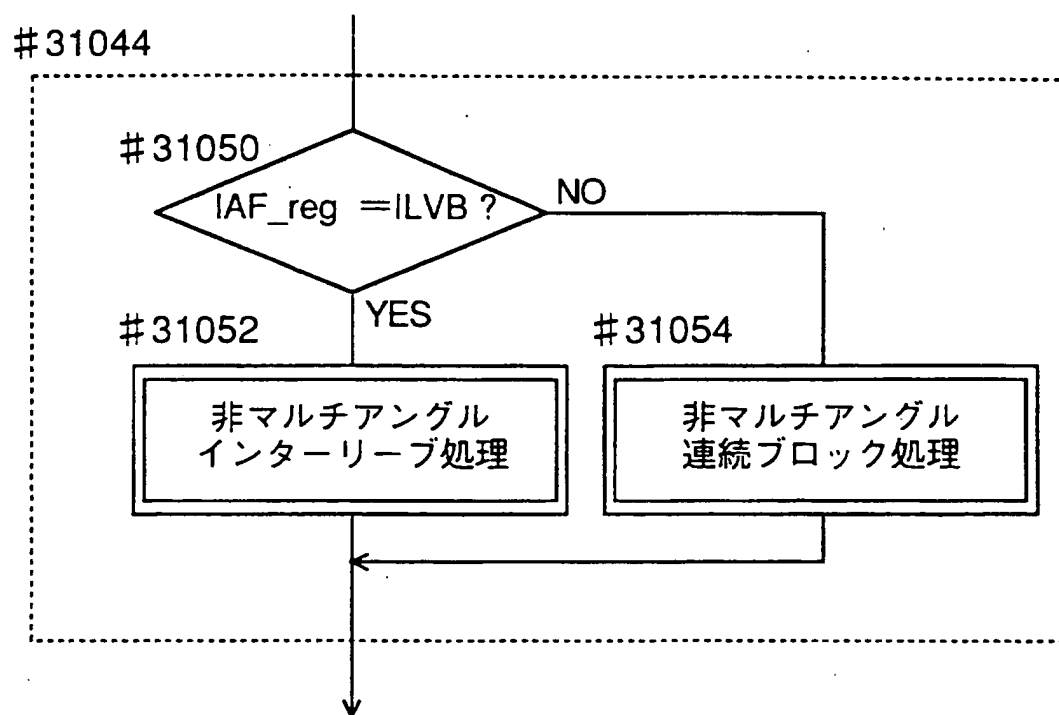 #31044
#31050
IAF_reg =ILVB ?
NO
YES
#31052
#31054
非マルチアングル
インターリーブ処理
非マルチアングル
連続ブロック処理